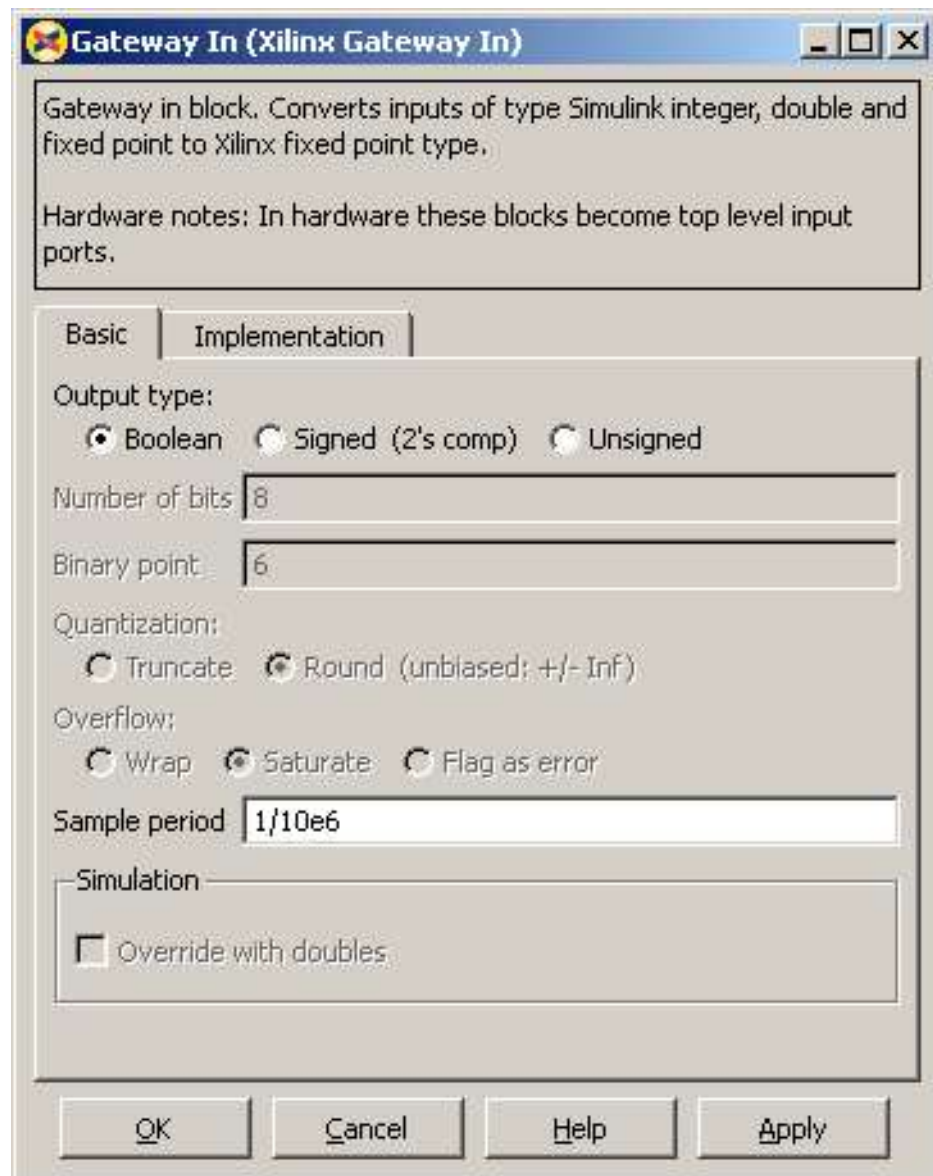 Gateway In (Xilinx Gateway In)
Gateway in block. Converts inputs of type Simulink integer, double and
fixed point to Xilinx fixed point type.
Hardware notes: In hardware these blocks become top level input
ports.
Basic Implementation
Output type:
Boolean Signed (2's comp) Unsigned
Number of bits 8
Binary point 6
Quantization:
Truncate Round (unbiased: +/- Inf)
Overflow:
Wrap Saturate Flag as error
Sample period 1/10e6
Simulation
Override with doubles
OK Cancel Help Apply